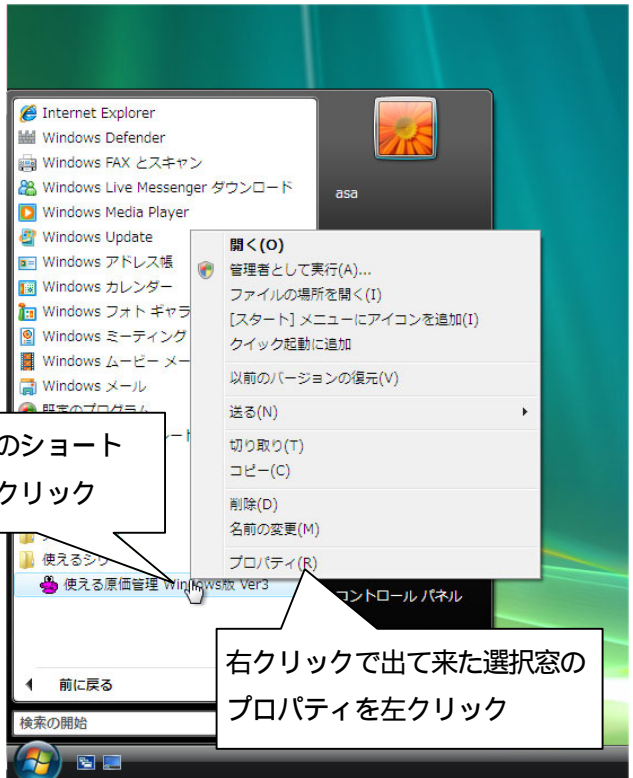 Internet Explorer
Windows Defender
Windows FAX とスキャン
Windows Live Messenger ダウンロード
Windows Media Player
Windows Update
Windows アドレス帳
Windows カレンダー
Windows フォト ギャラ
Windows ミーティング
Windows ムービー メー
Windows メール
既定のプログラム
使えるシリ
使える原価管理 Windows版 Ver3
前に戻る
検索の開始
asa
コントロール パネル
開く(O)
管理者として実行(A)...
ファイルの場所を開く(I)
[スタート] メニューにアイコンを追加(I)
クイック起動に追加
以前のバージョンの復元(V)
送る(N)
切り取り(T)
コピー(C)
削除(D)
名前の変更(M)
プロパティ(R)
のショート
クリック
右クリックで出て来た選択窓の
プロパティを左クリック